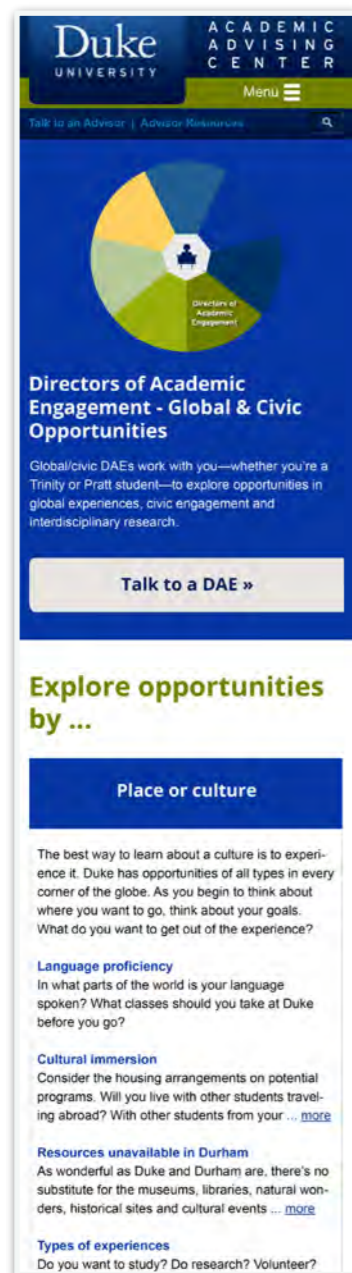 Duke
UNIVERSITY
ACADEMIC
ADVISING
CENTER
Menu
Talk to an Advisor | Advisor Resources
Directors of
Academic
Engagement
Directors of Academic
Engagement - Global & Civic
Opportunities
Global/civic DAEs work with you—whether you're a
Trinity or Pratt student—to explore opportunities in
global experiences, civic engagement and
interdisciplinary research.
Talk to a DAE »
Explore opportunities
by ...
Place or culture
The best way to learn about a culture is to experi-
ence it. Duke has opportunities of all types in every
corner of the globe. As you begin to think about
where you want to go, think about your goals.
What do you want to get out of the experience?
Language proficiency
In what parts of the world is your language
spoken? What classes should you take at Duke
before you go?
Cultural immersion
Consider the housing arrangements on potential
programs. Will you live with other students travel-
ing abroad? With other students from your ... more
Resources unavailable in Durham
As wonderful as Duke and Durham are, there's no
substitute for the museums, libraries, natural won-
ders, historical sites and cultural events ... more
Types of experiences
Do you want to study? Do research? Volunteer?